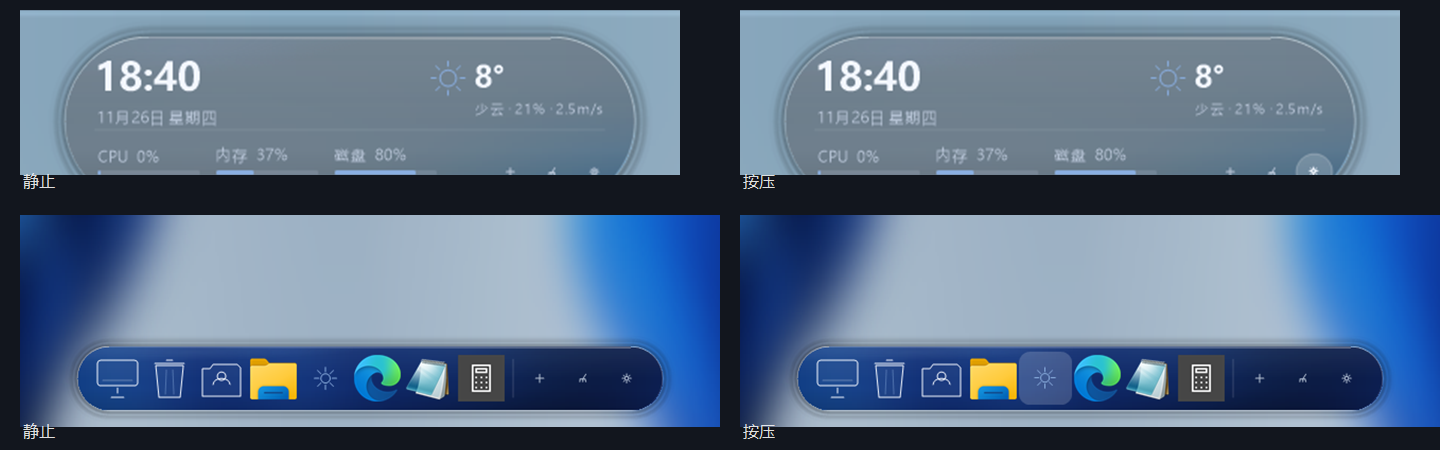 18:40
8°
少云 · 21% · 2.5m/s
11月26日 星期四
CPU 0%
内存 37%
磁盘 80%
静止
18:40
8°
少云 · 21% · 2.5m/s
11月26日 星期四
CPU 0%
内存 37%
磁盘 80%
按压
静止
按压